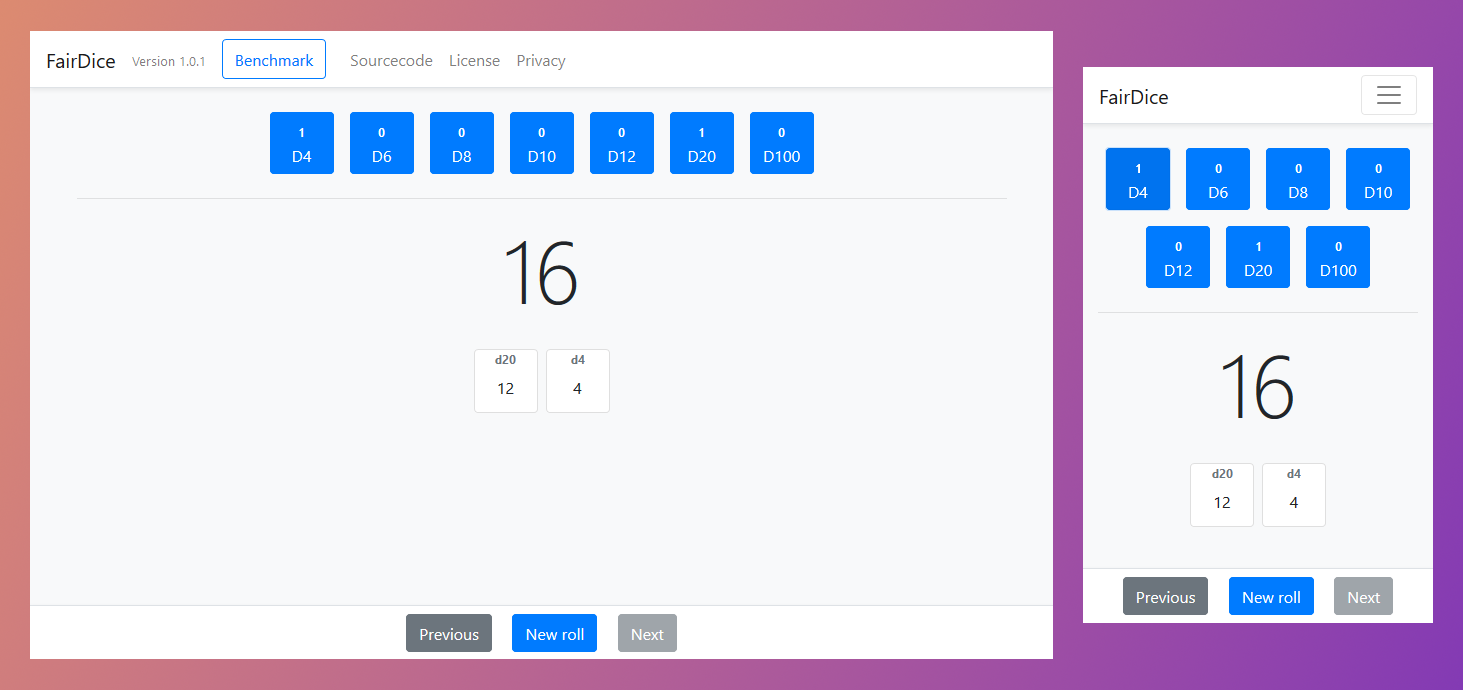 FairDice Version 1.0.1 Benchmark Sourcecode License Privacy
1 0 0 0 0 1 0
D4 D6 D8 D10 D12 D20 D100
16
d20 d4
12 4
Previous New roll Next
FairDice
1 0 0 0
D4 D6 D8 D10
0 1 0
D12 D20 D100
16
d20 d4
12 4
Previous New roll Next